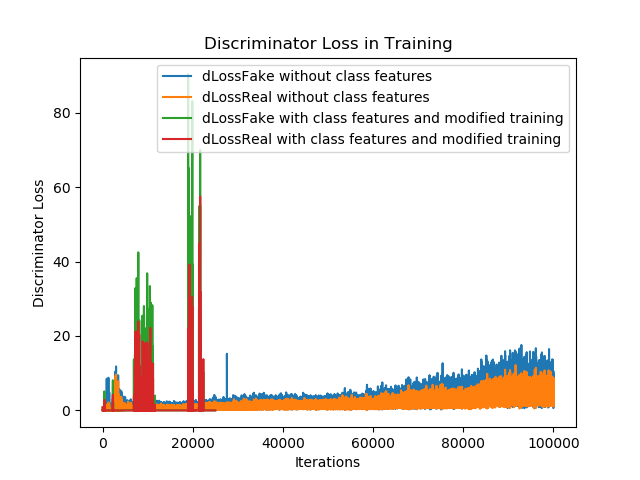 Discriminator Loss in Training
dLossFake without class features
dLossReal without class features
dLossFake with class features and modified training
dLossReal with class features and modified training
Discriminator Loss
80
60
40
20
0
0 20000 40000 60000 80000 100000
Iterations